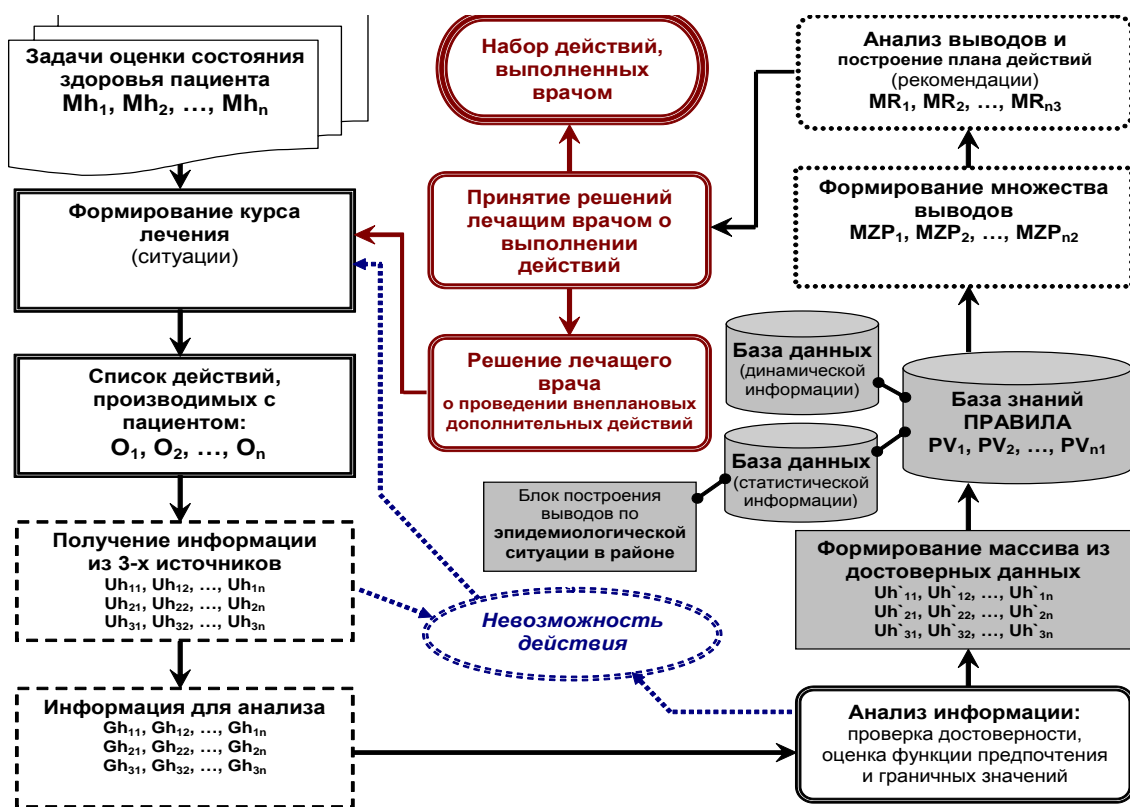 Задачи оценки состояния
здоровья пациента
Mh1, Mh2, ..., Mhn
Формирование курса
лечения
(ситуации)
Список действий,
производимых с
пациентом:
O1, O2, ..., On
Получение информации
из 3-х источников
Uh11, Uh12, ..., Uh1n
Uh21, Uh22, ..., Uh2n
Uh31, Uh32, ..., Uh3n
Информация для анализа
Gh11, Gh12, ..., Gh1n
Gh21, Gh22, ..., Gh2n
Gh31, Gh32, ..., Gh3n
Набор действий,
выполненных
врачом
Принятие решений
лечащим врачом о
выполнении
действий
Решение лечащего
врача
о проведении внеплановых
дополнительных действий
База данных
(динамической
информации)
База данных
(статистической
информации)
Блок построения
выводов по
эпидемиологической
ситуации в районе
Невозможность
действия
Анализ выводов и
построение плана действий
(рекомендации)
MR1, MR2, ..., MRn3
Формирование множества
выводов
MZP1, MZP2, ..., MZPn2
База знаний
ПРАВИЛА
PV1, PV2, ..., PVn1
Формирование массива из
достоверных данных
Uh`11, Uh`12, ..., Uh`1n
Uh`21, Uh`22, ..., Uh`2n
Uh`31, Uh`32, ..., Uh`3n
Анализ информации:
проверка достоверности,
оценка функции предпочтения
и граничных значений